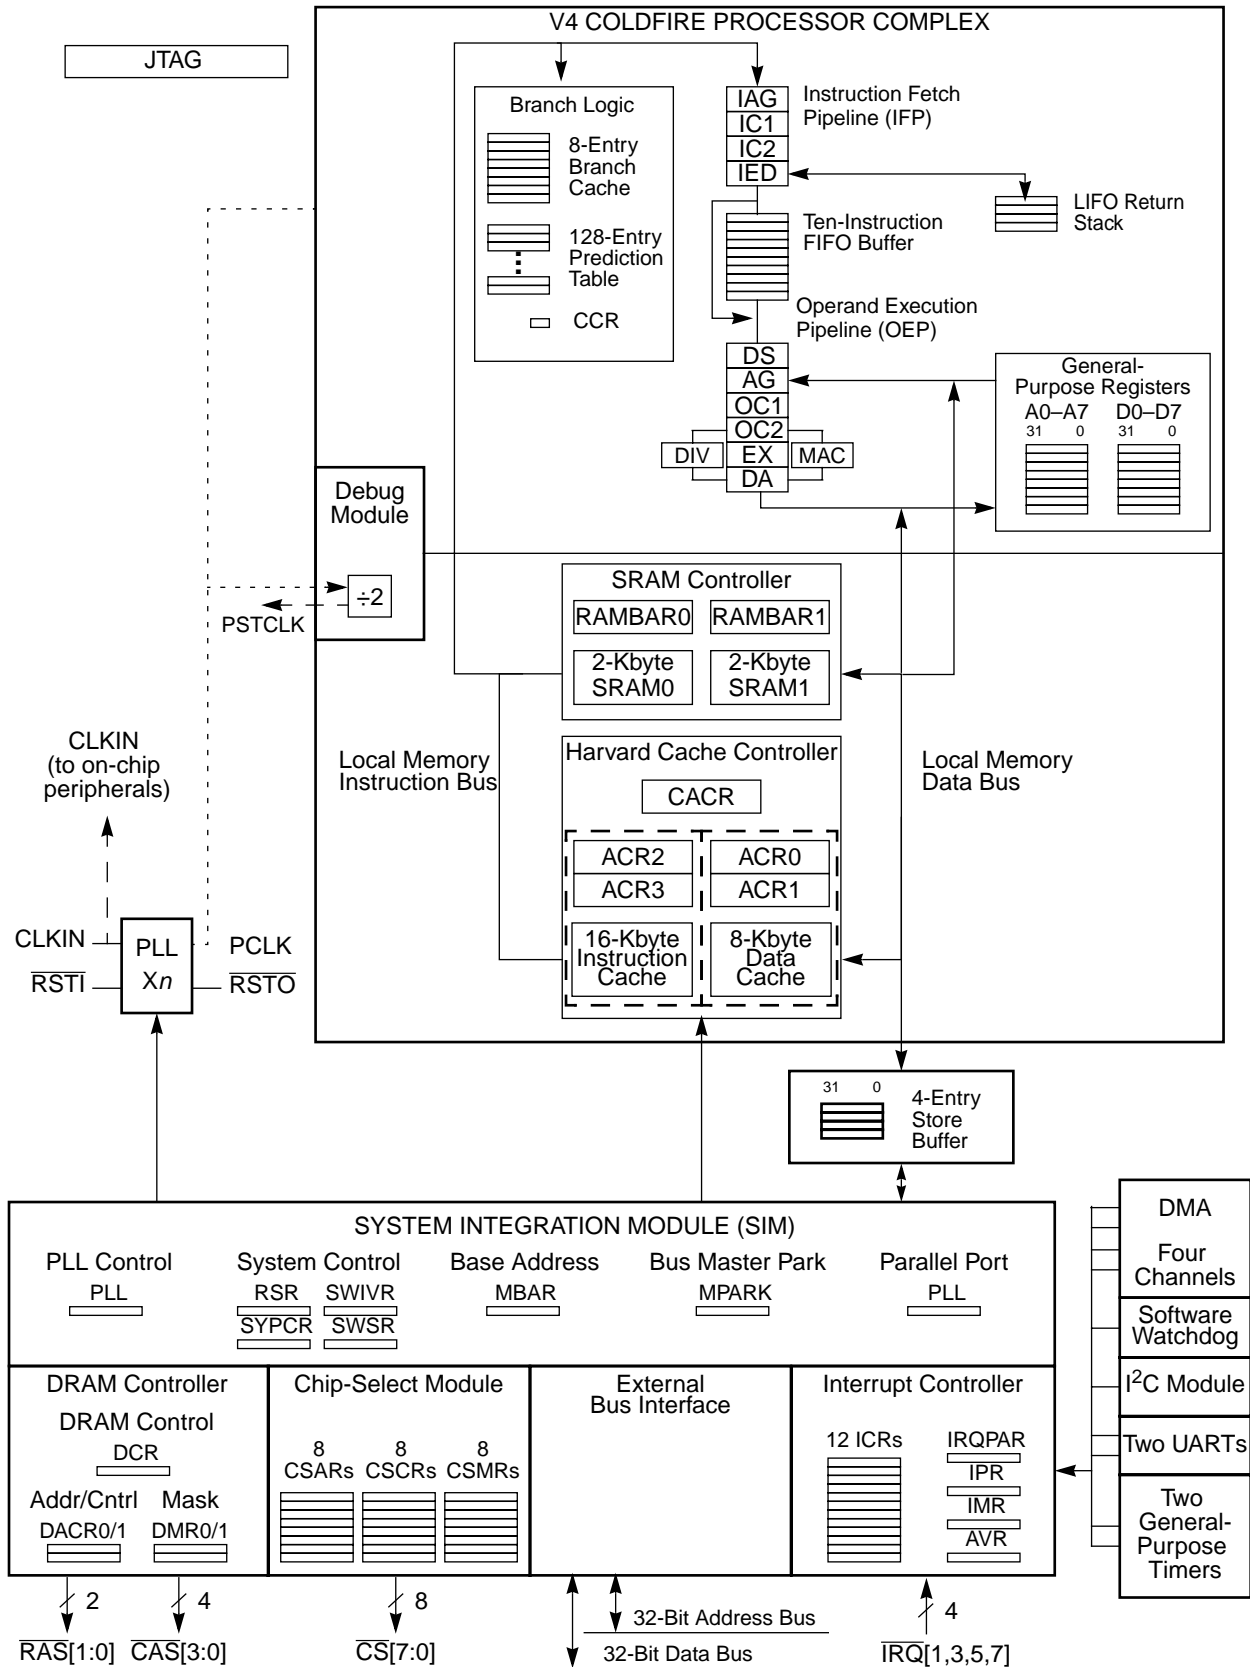 V4 COLDFIRE PROCESSOR COMPLEX
JTAG
Branch Logic
8-Entry
Branch
Cache
128-Entry
Prediction
Table
CCR
IAG
IC1
IC2
IED
Instruction Fetch
Pipeline (IFP)
LIFO Return
Stack
Ten-Instruction
FIFO Buffer
Operand Execution
Pipeline (OEP)
DS
AG
OC1
OC2
DIV
EX
MAC
DA
General-
Purpose Registers
A0–A7 D0–D7
31 0 31 0
Debug
Module
÷2
PSTCLK
SRAM Controller
RAMBAR0 RAMBAR1
2-Kbyte
SRAM0
2-Kbyte
SRAM1
CLKIN
(to on-chip
peripherals)
Local Memory
Instruction Bus
Harvard Cache Controller
CACR
Local Memory
Data Bus
ACR2 ACR0
ACR3 ACR1
16-Kbyte
Instruction
Cache
8-Kbyte
Data
Cache
CLKIN
RSTI
PLL
Xn
PCLK
RSTO
31 0
4-Entry
Store
Buffer
SYSTEM INTEGRATION MODULE (SIM)
PLL Control
PLL
System Control
RSR SWIVR
SYPCR SWSR
Base Address
MBAR
Bus Master Park
MPARK
Parallel Port
PLL
DMA
Four
Channels
Software
Watchdog
I2C Module
Two UARTs
Two
General-
Purpose
Timers
DRAM Controller
DRAM Control
DCR
Addr/Cntrl Mask
DACR0/1 DMR0/1
Chip-Select Module
8
CSARs
8
CSCRs
8
CSMRs
External
Bus Interface
Interrupt Controller
12 ICRs
IRQPAR
IPR
IMR
AVR
2
4
8
4
RAS[1:0]
CAS[3:0]
CS[7:0]
32-Bit Address Bus
32-Bit Data Bus
IRQ[1,3,5,7]